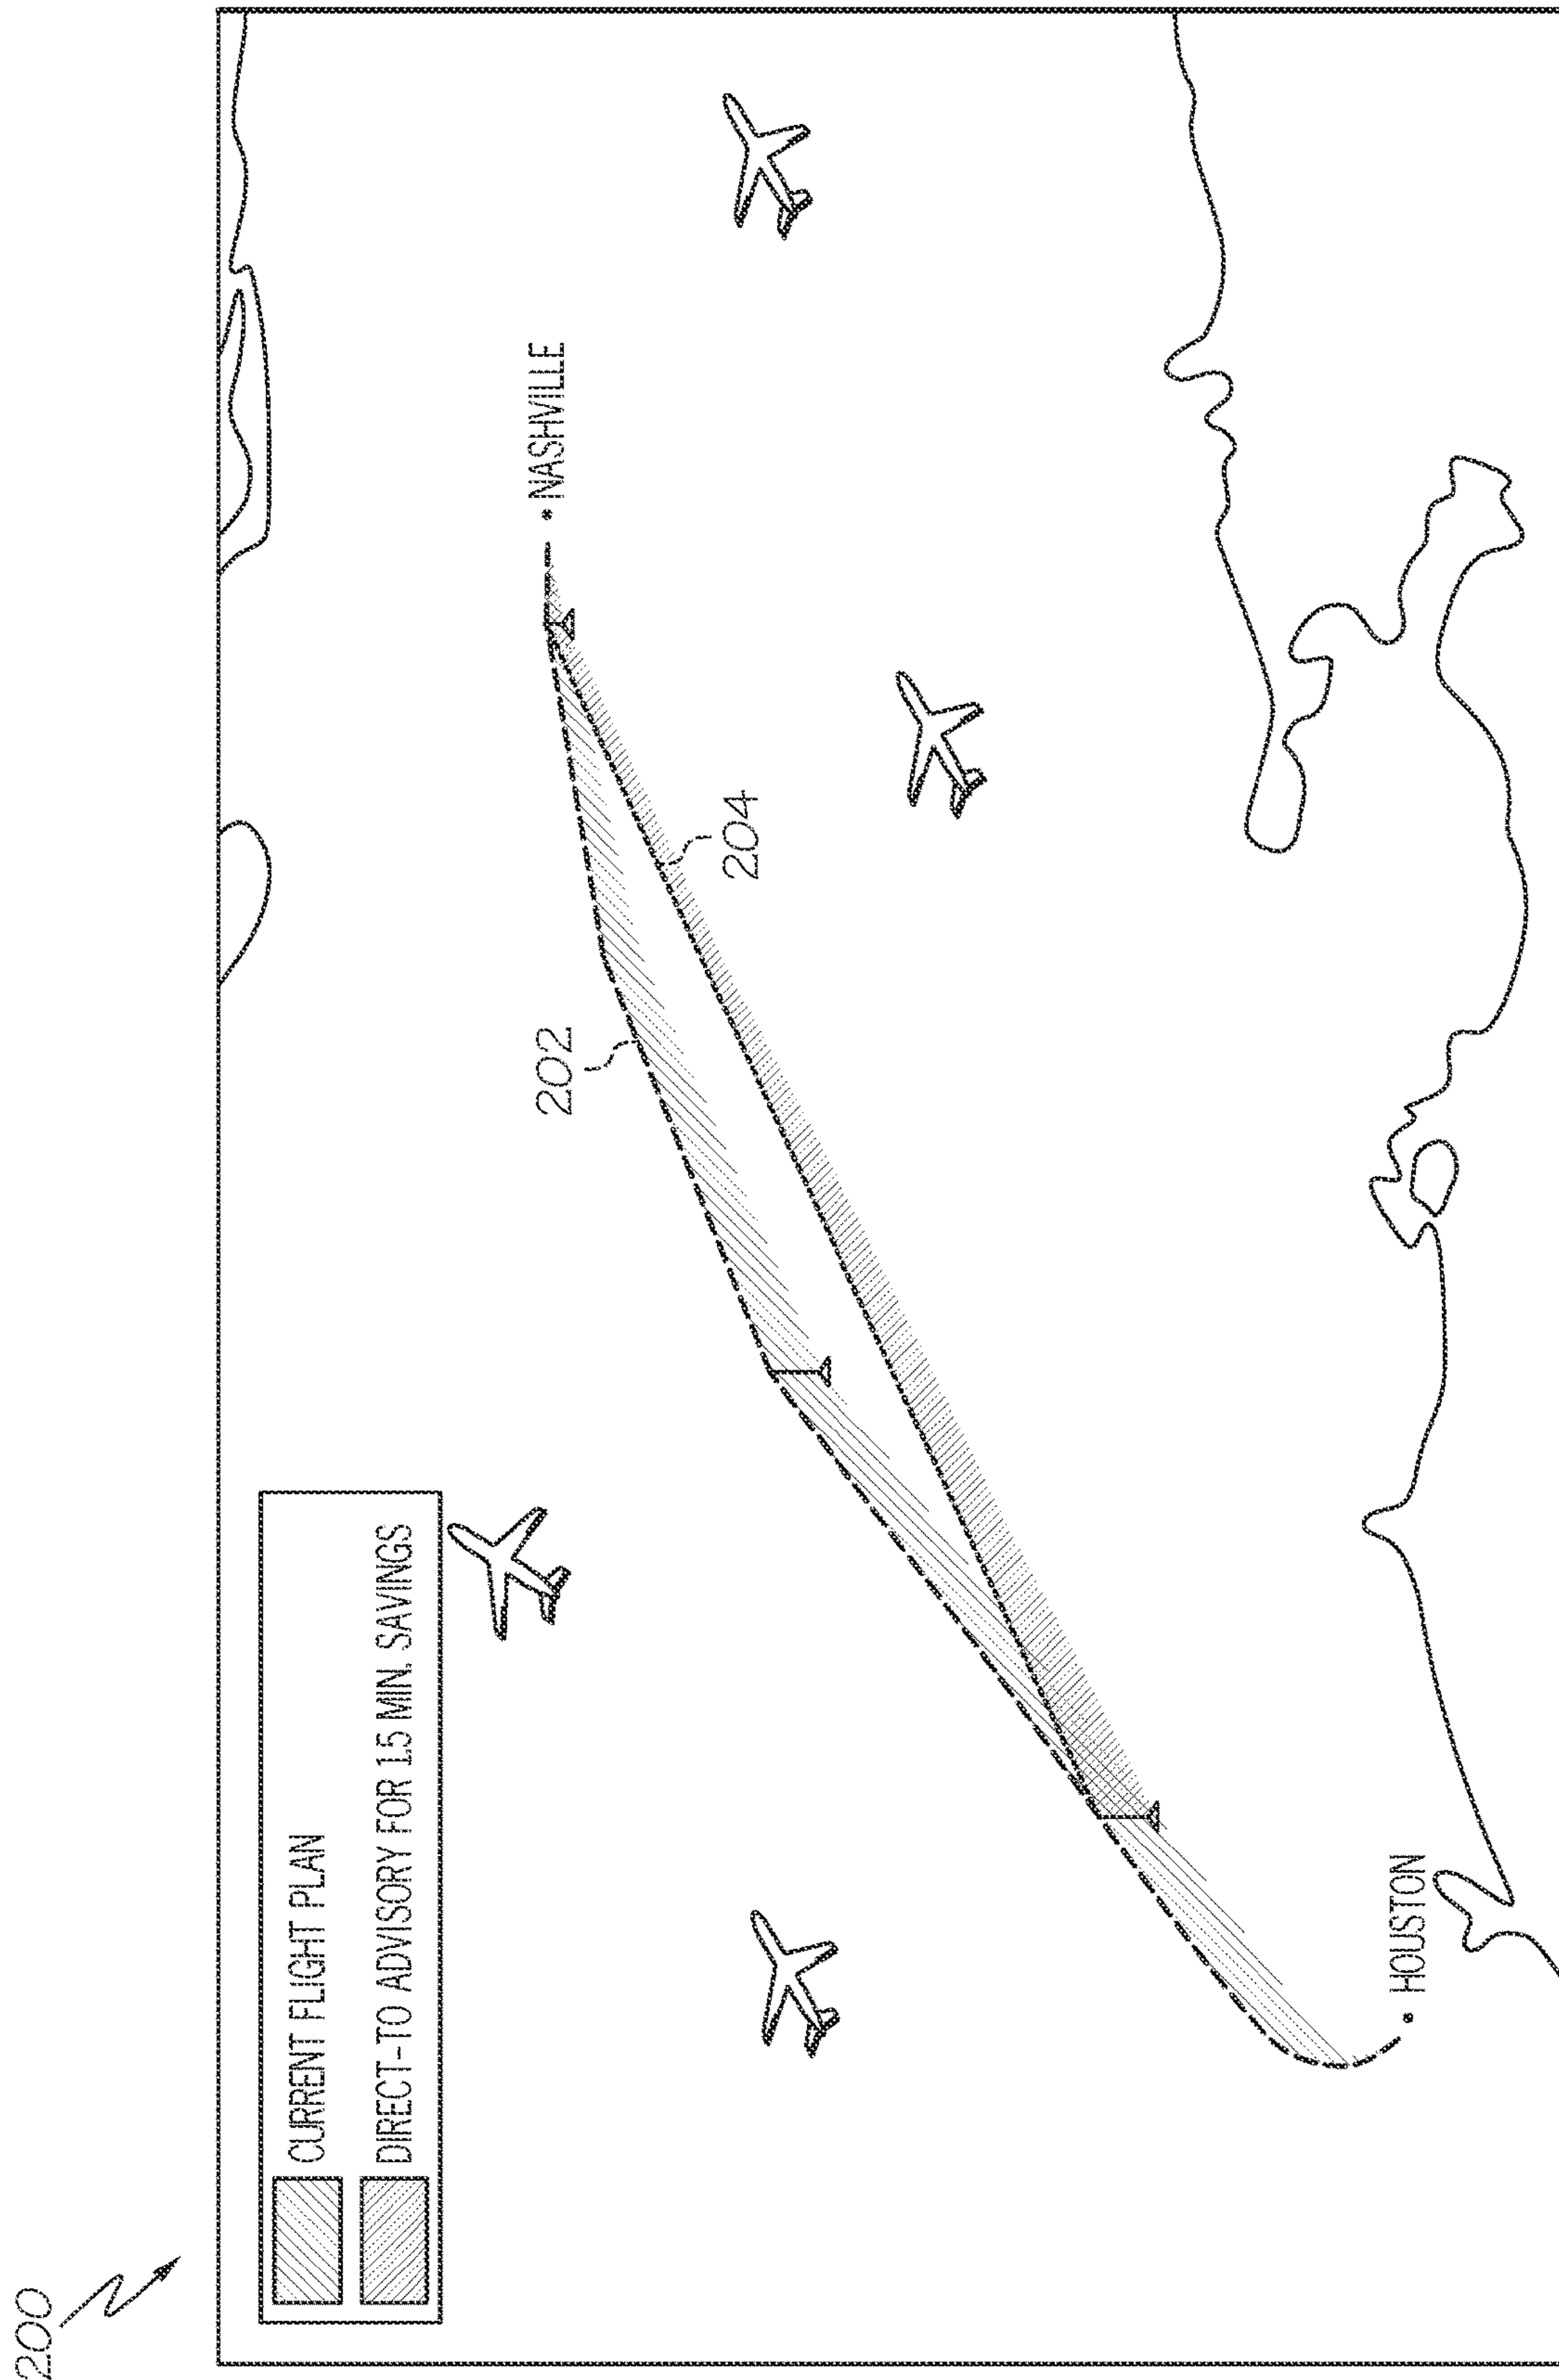 200
CURRENT FLIGHT PLAN
DIRECT-TO ADVISORY FOR 1.5 MIN. SAVINGS
202
204
NASHVILLE
HOUSTON